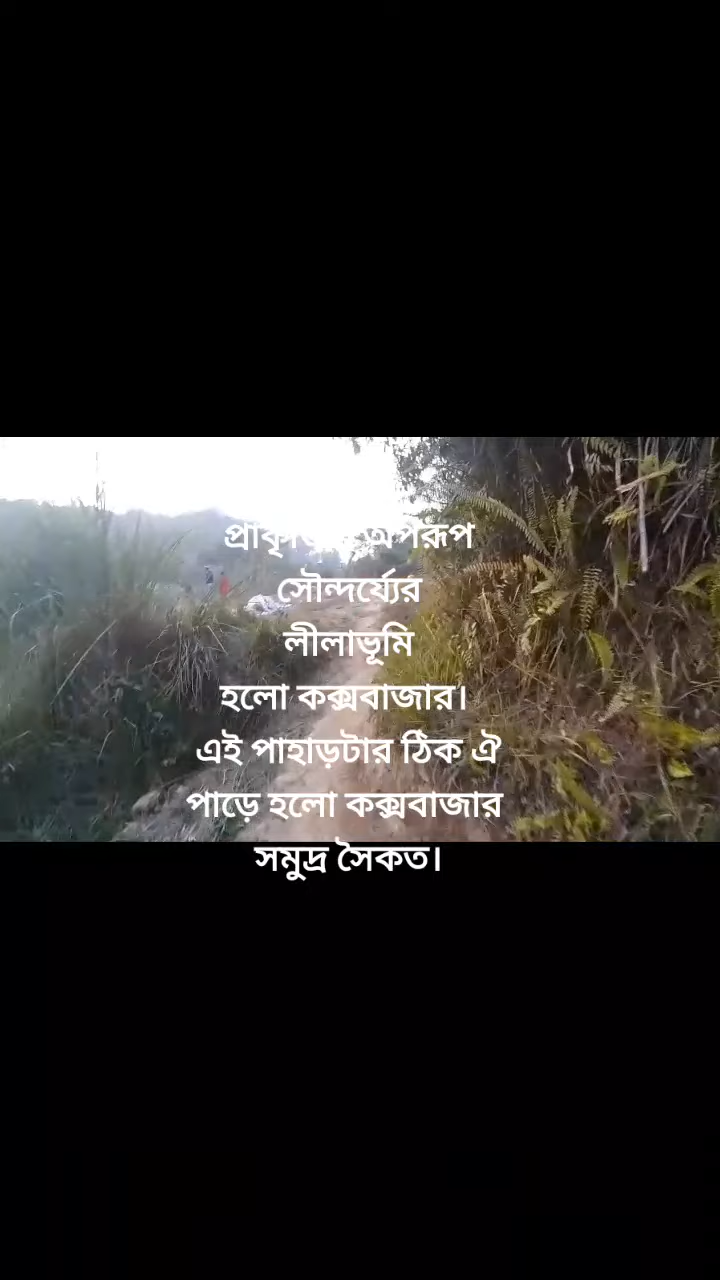 অপরূপ
সৌন্দর্য্যের
লীলাভূমি
হলো কক্সবাজার।
এই পাহাড়টার ঠিক ঐ
পাড়ে হলো কক্সবাজার
সমুদ্র সৈকত।